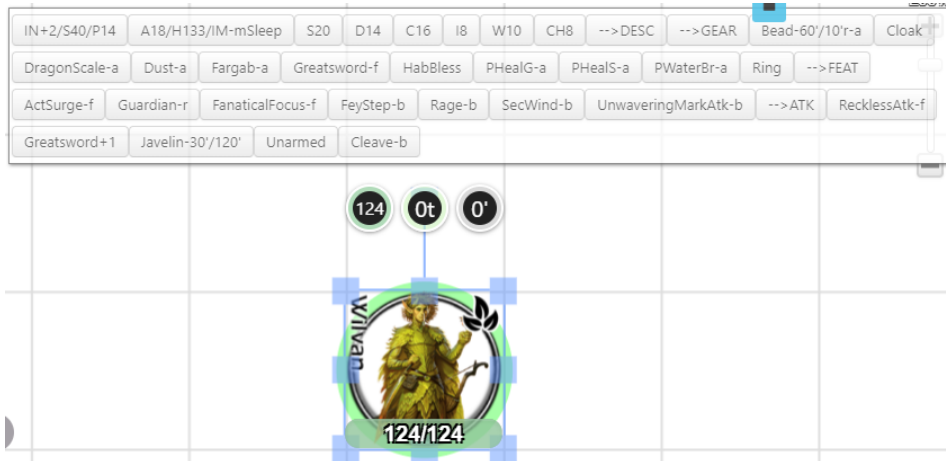 IN+2/S40/P14 A18/H133/IM-mSleep S20 D14 C16 I8 W10 CH8 -->DESC -->GEAR Bead-60'/10'r-a Cloak
DragonScale-a Dust-a Fargab-a Greatsword-f HabBless PHealG-a PHealS-a PWaterBr-a Ring -->FEAT
ActSurge-f Guardian-r FanaticalFocus-f FeyStep-b Rage-b SecWind-b UnwaveringMarkAtk-b -->ATK RecklessAtk-f
Greatsword+1 Javelin-30'/120' Unarmed Cleave-b
124 0t 0'
Wilvan
124/124